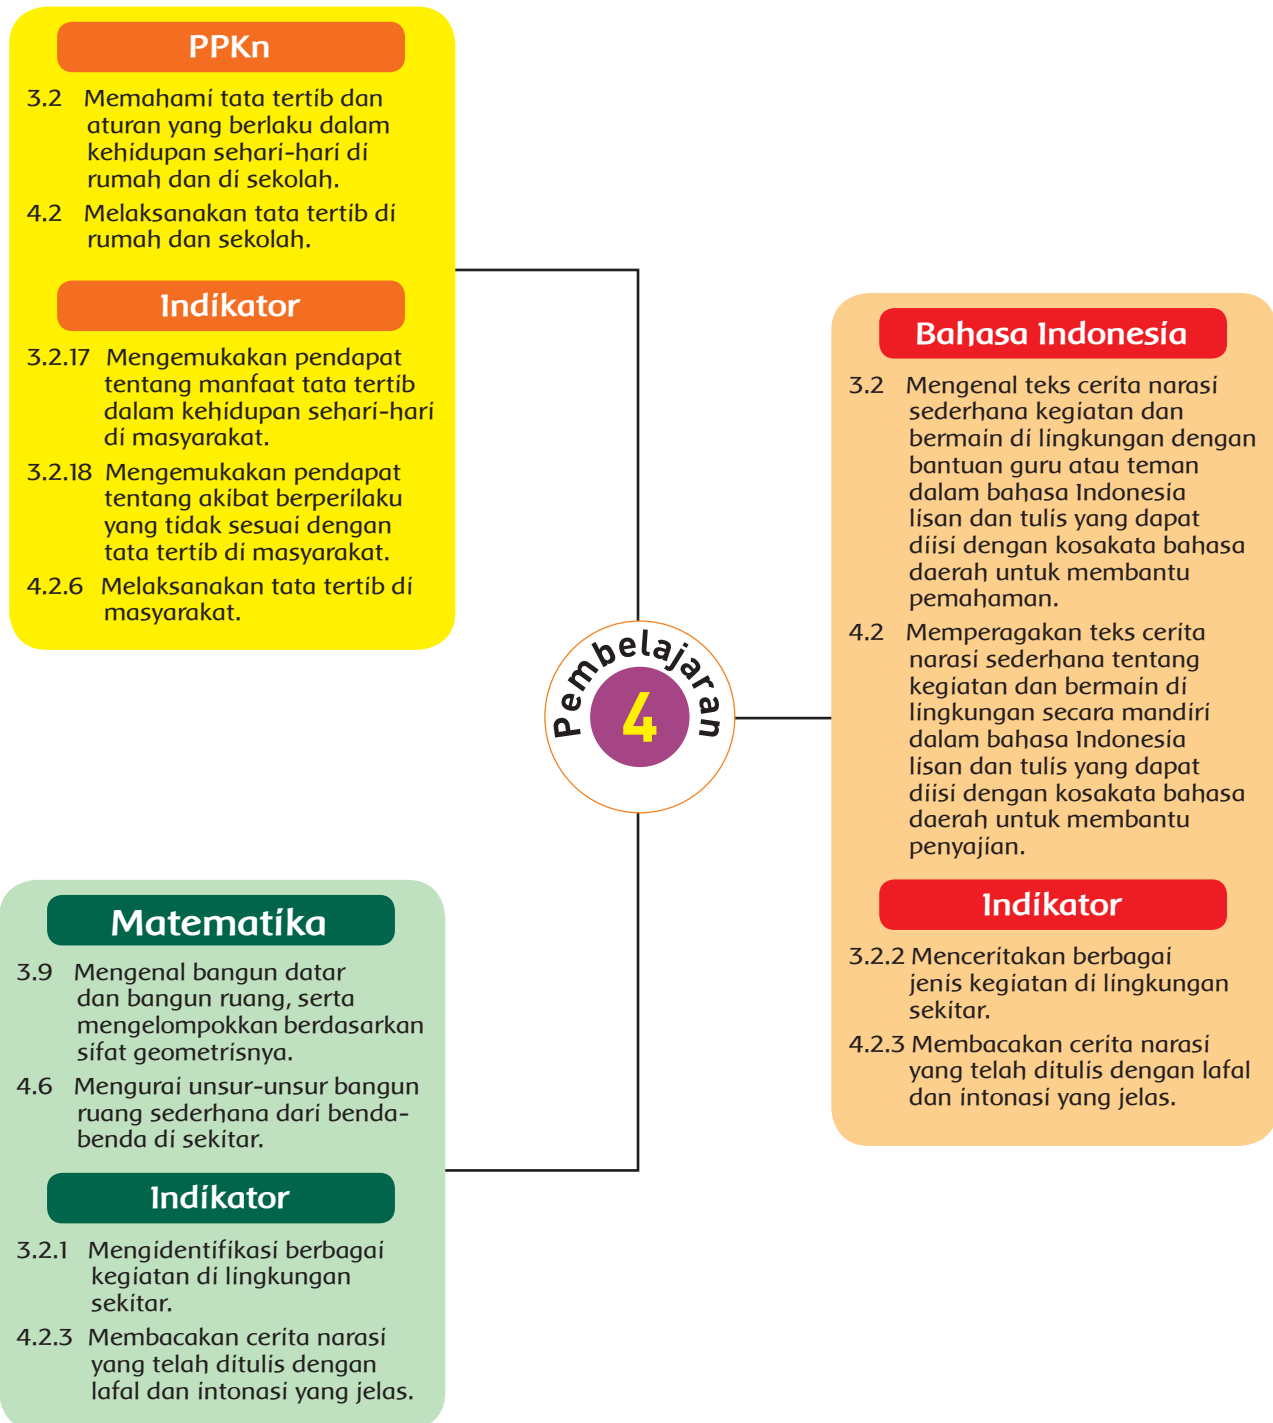 PPKn
3.2 Memahami tata tertib dan
aturan yang berlaku dalam
kehidupan sehari-hari di
rumah dan di sekolah.
4.2 Melaksanakan tata tertib di
rumah dan sekolah.
Indikator
3.2.17 Mengemukakan pendapat
tentang manfaat tata tertib
dalam kehidupan sehari-hari
di masyarakat.
3.2.18 Mengemukakan pendapat
tentang akibat berperilaku
yang tidak sesuai dengan
tata tertib di masyarakat.
4.2.6 Melaksanakan tata tertib di
masyarakat.
Pembelajaran
4
Bahasa Indonesia
3.2 Mengenal teks cerita narasi
sederhana kegiatan dan
bermain di lingkungan dengan
bantuan guru atau teman
dalam bahasa Indonesia
lisan dan tulis yang dapat
diisi dengan kosakata bahasa
daerah untuk membantu
pemahaman.
4.2 Memperagakan teks cerita
narasi sederhana tentang
kegiatan dan bermain di
lingkungan secara mandiri
dalam bahasa Indonesia
lisan dan tulis yang dapat
diisi dengan kosakata bahasa
daerah untuk membantu
penyajian.
Indikator
3.2.2 Menceritakan berbagai
jenis kegiatan di lingkungan
sekitar.
4.2.3 Membacakan cerita narasi
yang telah ditulis dengan lafal
dan intonasi yang jelas.
Matematika
3.9 Mengenal bangun datar
dan bangun ruang, serta
mengelompokkan berdasarkan
sifat geometrisnya.
4.6 Mengurai unsur-unsur bangun
ruang sederhana dari benda-
benda di sekitar.
Indikator
3.2.1 Mengidentifikasi berbagai
kegiatan di lingkungan
sekitar.
4.2.3 Membacakan cerita narasi
yang telah ditulis dengan
lafal dan intonasi yang jelas.